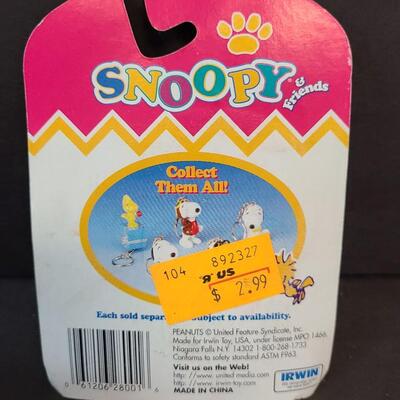 SNOOPY
& Friends
Collect
Them All!
104 892327
R US
$ 2.99
Each sold sepa subject to availability.
PEANUTS © United Feature Syndicate, Inc.
Made for Irwin Toy, USA, under license MPO 1466,
Niagara Falls N.Y. 14302 1-800-268-1733
Conforms to safety standard ASTM F963.
Visit us on the Web!
http://www.unitedmedia.com
http://www.irwin-toy.com
MADE IN CHINA
IRWIN
0 61206 28001 6